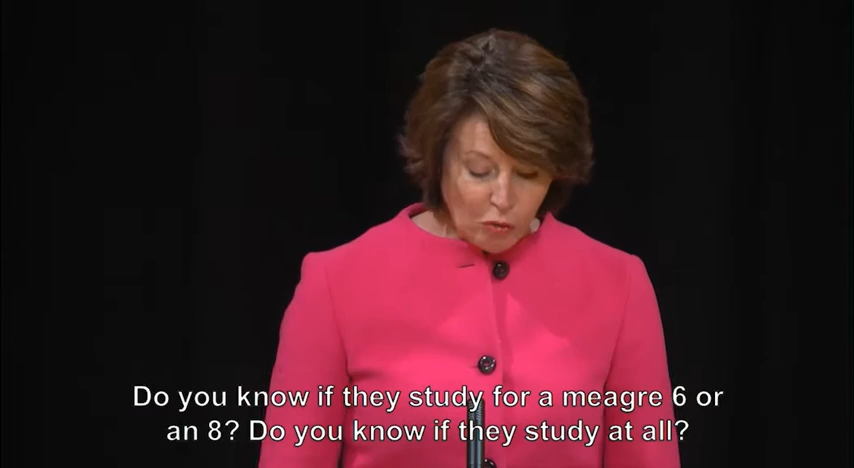 Do you know if they study for a meagre 6 or
an 8? Do you know if they study at all?